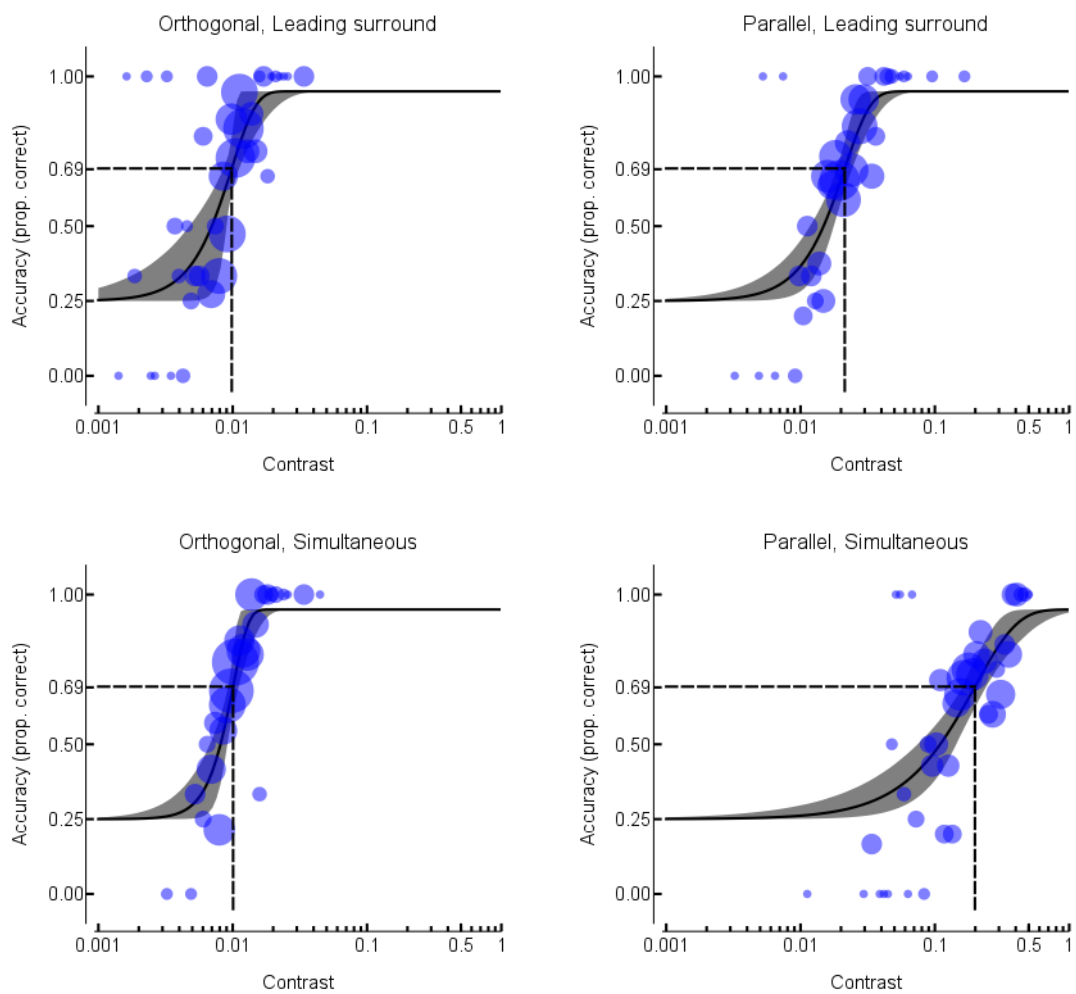 Orthogonal, Leading surround
Accuracy (prop. correct)
1.00
0.69
0.50
0.25
0.00
0.001 0.01 0.1 0.5 1
Contrast
Parallel, Leading surround
Accuracy (prop. correct)
1.00
0.69
0.50
0.25
0.00
0.001 0.01 0.1 0.5 1
Contrast
Orthogonal, Simultaneous
Accuracy (prop. correct)
1.00
0.69
0.50
0.25
0.00
0.001 0.01 0.1 0.5 1
Contrast
Parallel, Simultaneous
Accuracy (prop. correct)
1.00
0.69
0.50
0.25
0.00
0.001 0.01 0.1 0.5 1
Contrast